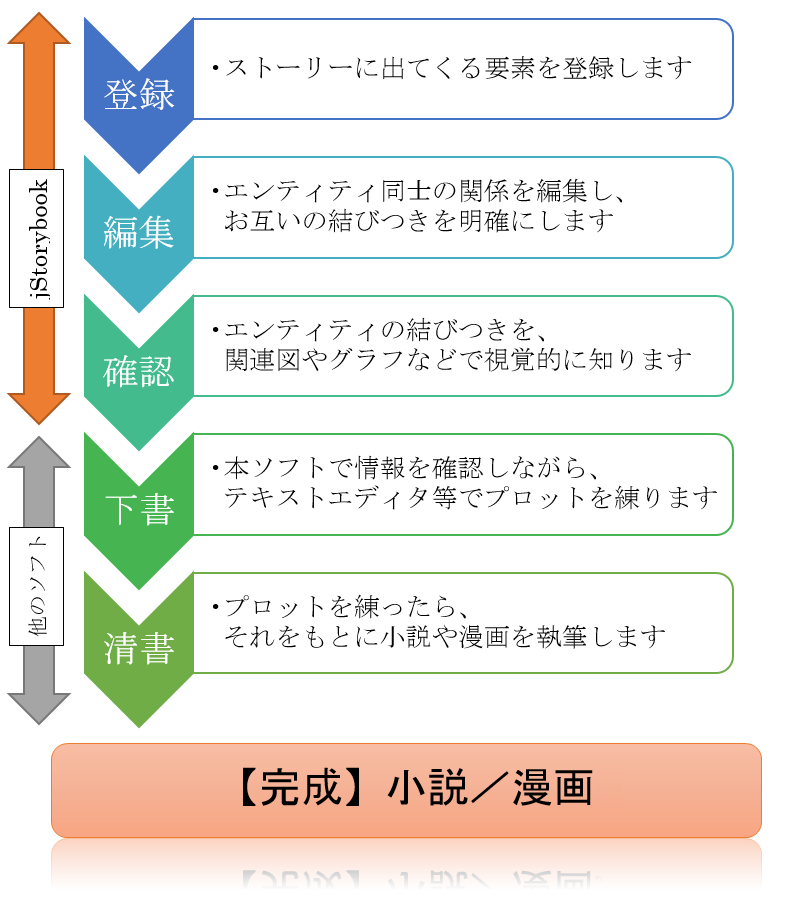 jStorybook
登録
・ストーリーに出てくる要素を登録します
編集
・エンティティ同士の関係を編集し、
お互いの結びつきを明確にします
確認
・エンティティの結びつきを、
関連図やグラフなどで視覚的に知ります
他のソフト
下書
・本ソフトで情報を確認しながら、
テキストエディタ等でプロットを練ります
清書
・プロットを練ったら、
それをもとに小説や漫画を執筆します
【完成】小説／漫画